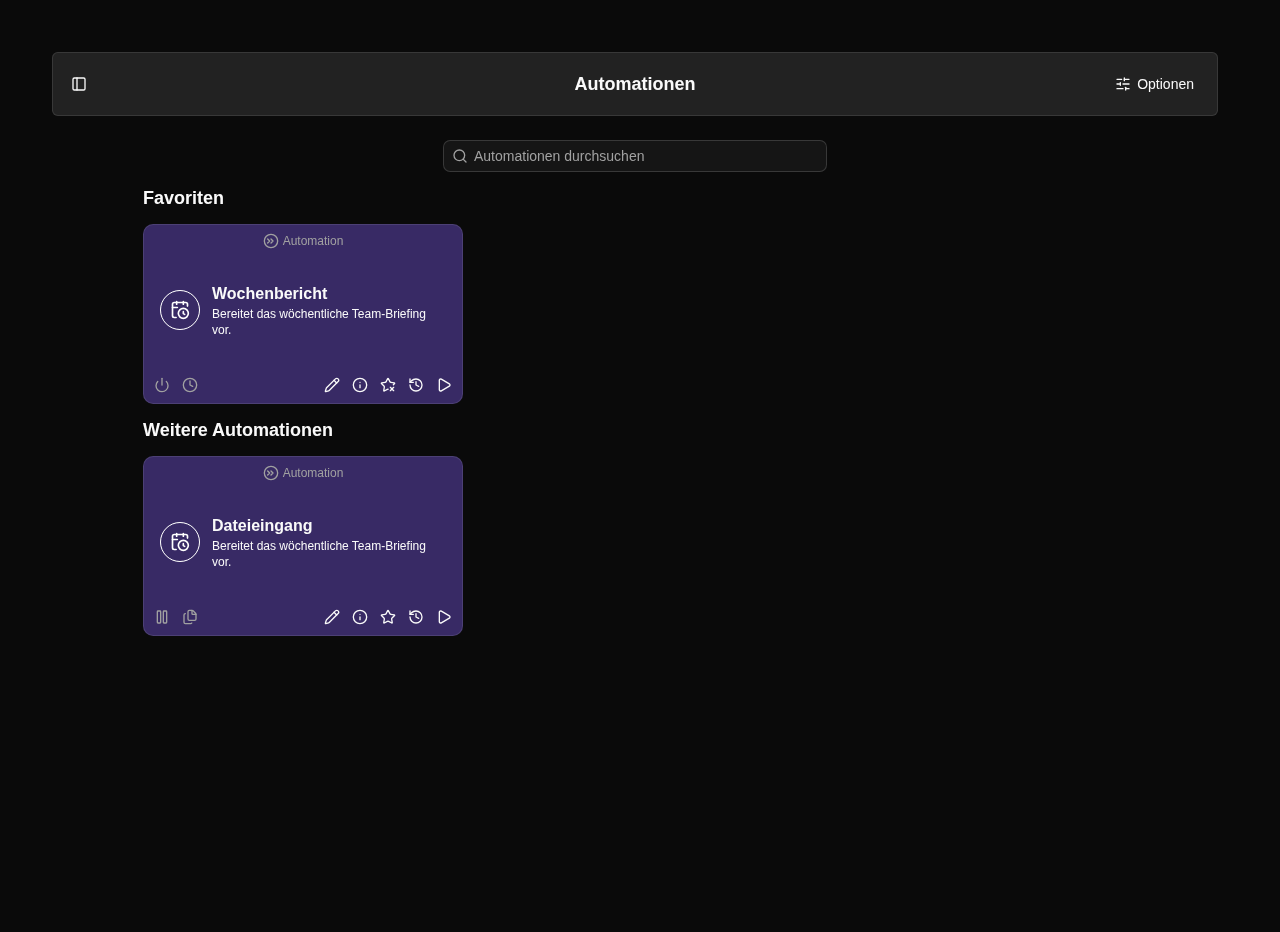 Automationen
Optionen
Automationen durchsuchen
Favoriten
Automation
Wochenbericht
Bereitet das wöchentliche Team-Briefing
vor.
Weitere Automationen
Automation
Dateieingang
Bereitet das wöchentliche Team-Briefing
vor.